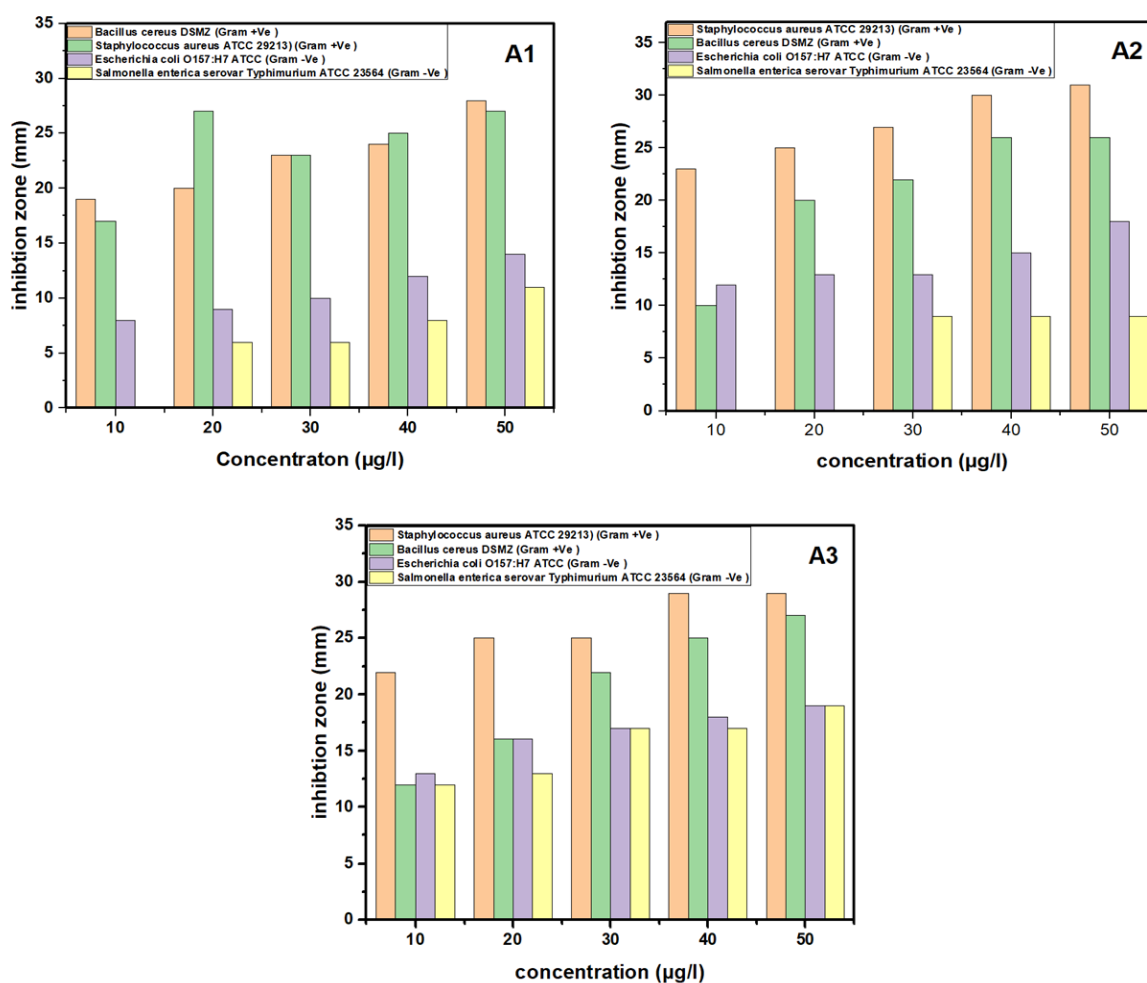 A1
Bacillus cereus DSMZ (Gram +Ve )
Staphylococcus aureus ATCC 29213) (Gram +Ve )
Escherichia coli O157:H7 ATCC (Gram -Ve )
Salmonella enterica serovar Typhimurium ATCC 23564 (Gram -Ve )
inhibtion zone (mm)
35
30
25
20
15
10
5
0
10 20 30 40 50
Concentraton (µg/l)
A2
Staphylococcus aureus ATCC 29213) (Gram +Ve )
Bacillus cereus DSMZ (Gram +Ve )
Escherichia coli O157:H7 ATCC (Gram -Ve )
Salmonella enterica serovar Typhimurium ATCC 23564 (Gram -Ve )
inhibtion zone (mm)
35
30
25
20
15
10
5
0
10 20 30 40 50
concentration (µg/l)
A3
Staphylococcus aureus ATCC 29213) (Gram +Ve )
Bacillus cereus DSMZ (Gram +Ve )
Escherichia coli O157:H7 ATCC (Gram -Ve )
Salmonella enterica serovar Typhimurium ATCC 23564 (Gram -Ve )
inhibtion zone (mm)
35
30
25
20
15
10
5
0
10 20 30 40 50
concentration (µg/l)